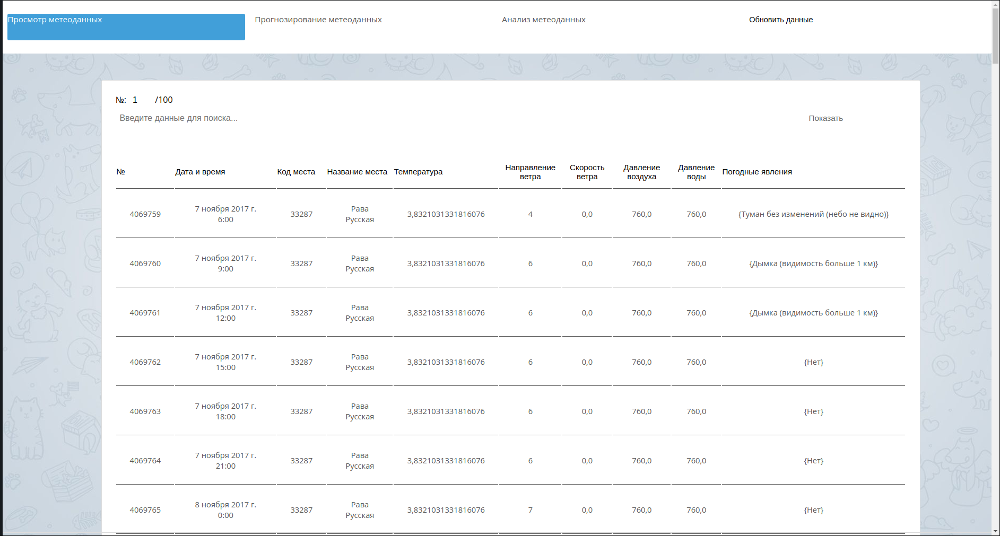 Просмотр метеоданных Прогнозирование метеоданных Анализ метеоданных Обновить данные
№: 1 /100
Введите данные для поиска... Показать
№ Дата и время Код места Название места Температура Направление ветра Скорость ветра Давление воздуха Давление воды Погодные явления
4069759 7 ноября 2017 г. 6:00 33287 Рава Русская 3,8321031331816076 4 0,0 760,0 760,0 {Туман без изменений (небо не видно)}
4069760 7 ноября 2017 г. 9:00 33287 Рава Русская 3,8321031331816076 6 0,0 760,0 760,0 {Дымка (видимость больше 1 км)}
4069761 7 ноября 2017 г. 12:00 33287 Рава Русская 3,8321031331816076 6 0,0 760,0 760,0 {Дымка (видимость больше 1 км)}
4069762 7 ноября 2017 г. 15:00 33287 Рава Русская 3,8321031331816076 6 0,0 760,0 760,0 {Нет}
4069763 7 ноября 2017 г. 18:00 33287 Рава Русская 3,8321031331816076 6 0,0 760,0 760,0 {Нет}
4069764 7 ноября 2017 г. 21:00 33287 Рава Русская 3,8321031331816076 6 0,0 760,0 760,0 {Нет}
4069765 8 ноября 2017 г. 0:00 33287 Рава Русская 3,8321031331816076 7 0,0 760,0 760,0 {Нет}